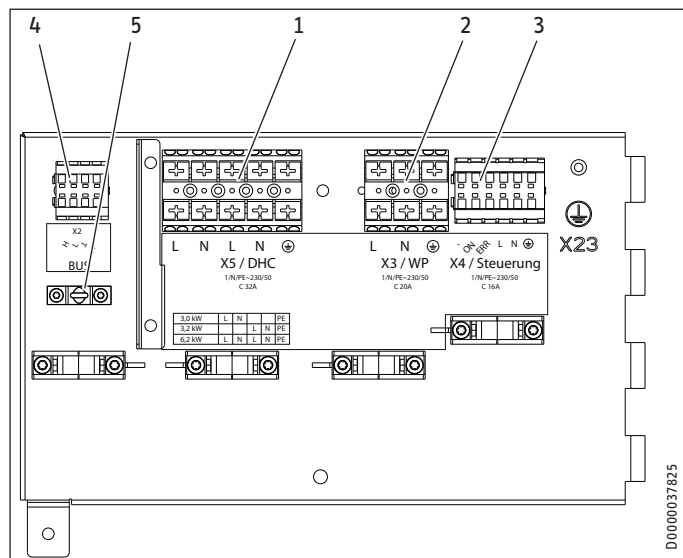 4 5 1 2 3
X2
H L ⊥
BUS
L N L N
X5 / DHC
1/N/PE~230/50
C 32A
3,0 kW L N PE
3,2 kW L N PE
6,2 kW L N L N PE
L N
X3 / WP
1/N/PE~230/50
C 20A
- ON ERR L N
X4 / Steuerung
1/N/PE~230/50
C 16A
X23
D0000037825